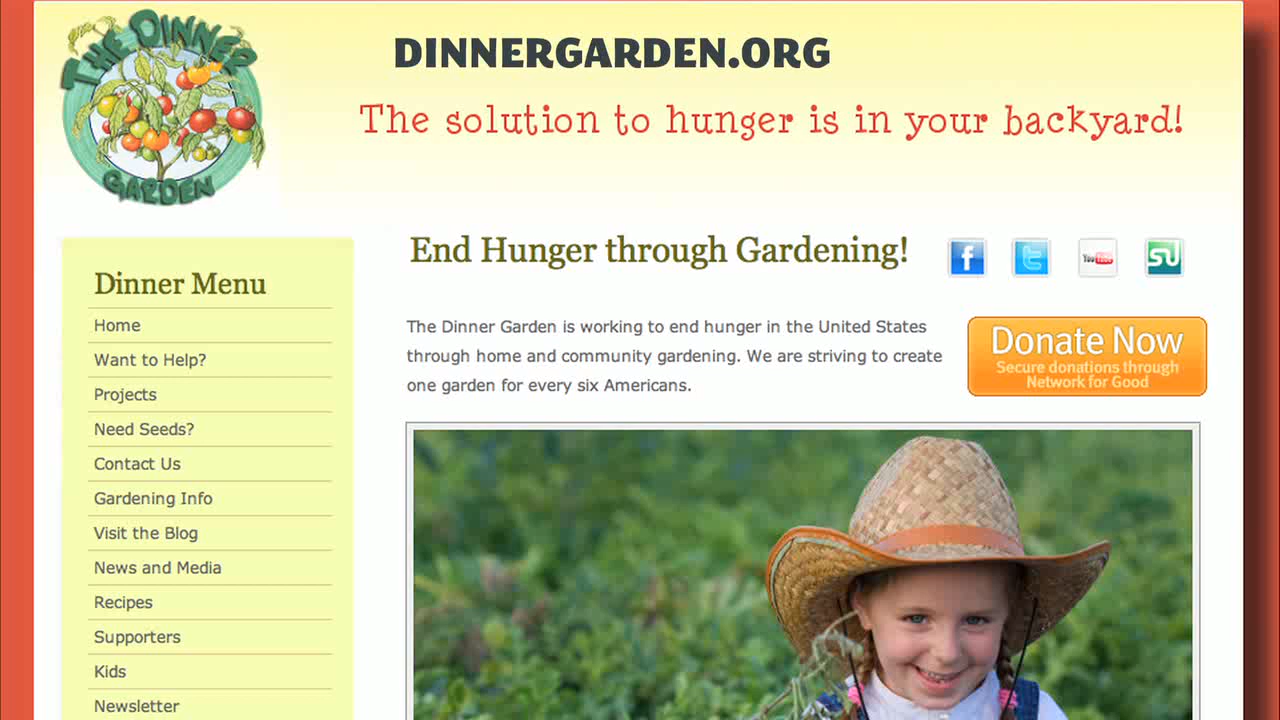 THE DINNER
GARDEN
DINNERGARDEN.ORG
The solution to hunger is in your backyard!
Dinner Menu
Home
Want to Help?
Projects
Need Seeds?
Contact Us
Gardening Info
Visit the Blog
News and Media
Recipes
Supporters
Kids
Newsletter
End Hunger through Gardening!
f
t
You Tube
SU
The Dinner Garden is working to end hunger in the United States
through home and community gardening. We are striving to create
one garden for every six Americans.
Donate Now
Secure donations through
Network for Good